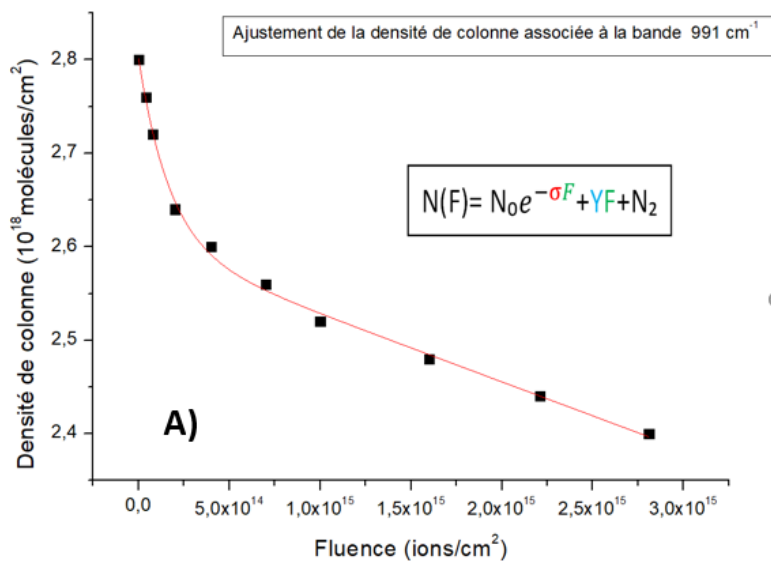 Ajustement de la densité de colonne associée à la bande 991 cm⁻¹
Densité de colonne (10¹⁸molécules/cm²)
2,8
2,7
2,6
2,5
2,4
N(F)= N₀e^−σF+YF+N₂
A)
0,0 5,0x10¹⁴ 1,0x10¹⁵ 1,5x10¹⁵ 2,0x10¹⁵ 2,5x10¹⁵ 3,0x10¹⁵
Fluence (ions/cm²)